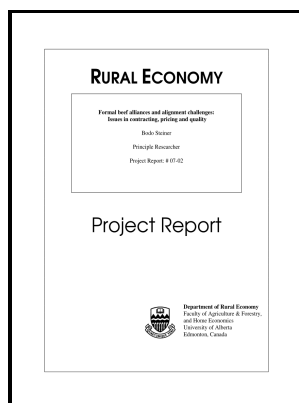 RURAL ECONOMY
Formal beef alliances and alignment challenges:
Issues in contracting, pricing and quality
Bodo Steiner
Principle Researcher
Project Report: # 07-02
Project Report
Department of Rural Economy
Faculty of Agriculture & Forestry,
and Home Economics
University of Alberta
Edmonton, Canada